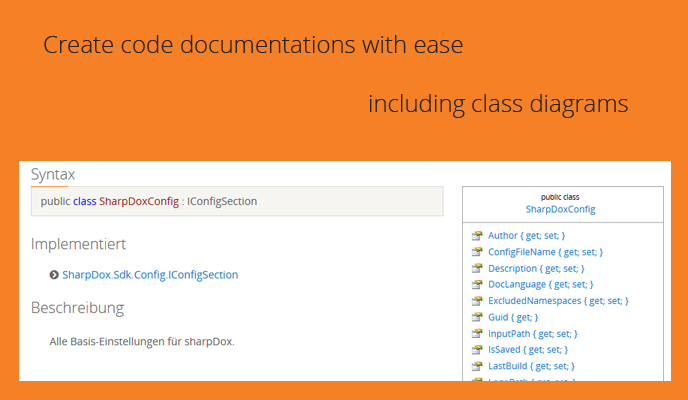 Create code documentations with ease
including class diagrams
Syntax
public class SharpDoxConfig : IConfigSection
Implementiert
SharpDox.Sdk.Config.IConfigSection
Beschreibung
Alle Basis-Einstellungen für sharpDox.
public class
SharpDoxConfig
Author { get; set; }
ConfigFileName { get; set; }
Description { get; set; }
DocLanguage { get; set; }
ExcludedNamespaces { get; set; }
Guid { get; }
InputPath { get; set; }
IsSaved { get; set; }
LastBuild { get; set; }